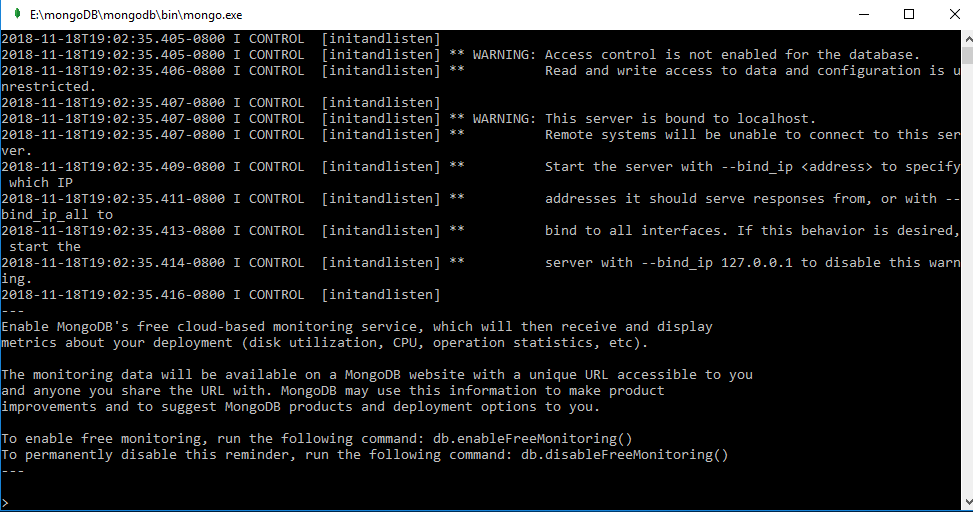 E:\mongoDB\mongodb\bin\mongo.exe
2018-11-18T19:02:35.405-0800 I CONTROL  [initandlisten]
2018-11-18T19:02:35.405-0800 I CONTROL  [initandlisten] ** WARNING: Access control is not enabled for the database.
2018-11-18T19:02:35.406-0800 I CONTROL  [initandlisten] **          Read and write access to data and configuration is u
nrestricted.
2018-11-18T19:02:35.407-0800 I CONTROL  [initandlisten]
2018-11-18T19:02:35.407-0800 I CONTROL  [initandlisten] ** WARNING: This server is bound to localhost.
2018-11-18T19:02:35.407-0800 I CONTROL  [initandlisten] **          Remote systems will be unable to connect to this ser
ver.
2018-11-18T19:02:35.409-0800 I CONTROL  [initandlisten] **          Start the server with --bind_ip <address> to specify
 which IP
2018-11-18T19:02:35.411-0800 I CONTROL  [initandlisten] **          addresses it should serve responses from, or with --
bind_ip_all to
2018-11-18T19:02:35.413-0800 I CONTROL  [initandlisten] **          bind to all interfaces. If this behavior is desired,
 start the
2018-11-18T19:02:35.414-0800 I CONTROL  [initandlisten] **          server with --bind_ip 127.0.0.1 to disable this warn
ing.
2018-11-18T19:02:35.416-0800 I CONTROL  [initandlisten]
---
Enable MongoDB's free cloud-based monitoring service, which will then receive and display
metrics about your deployment (disk utilization, CPU, operation statistics, etc).
The monitoring data will be available on a MongoDB website with a unique URL accessible to you
and anyone you share the URL with. MongoDB may use this information to make product
improvements and to suggest MongoDB products and deployment options to you.
To enable free monitoring, run the following command: db.enableFreeMonitoring()
To permanently disable this reminder, run the following command: db.disableFreeMonitoring()
---
>